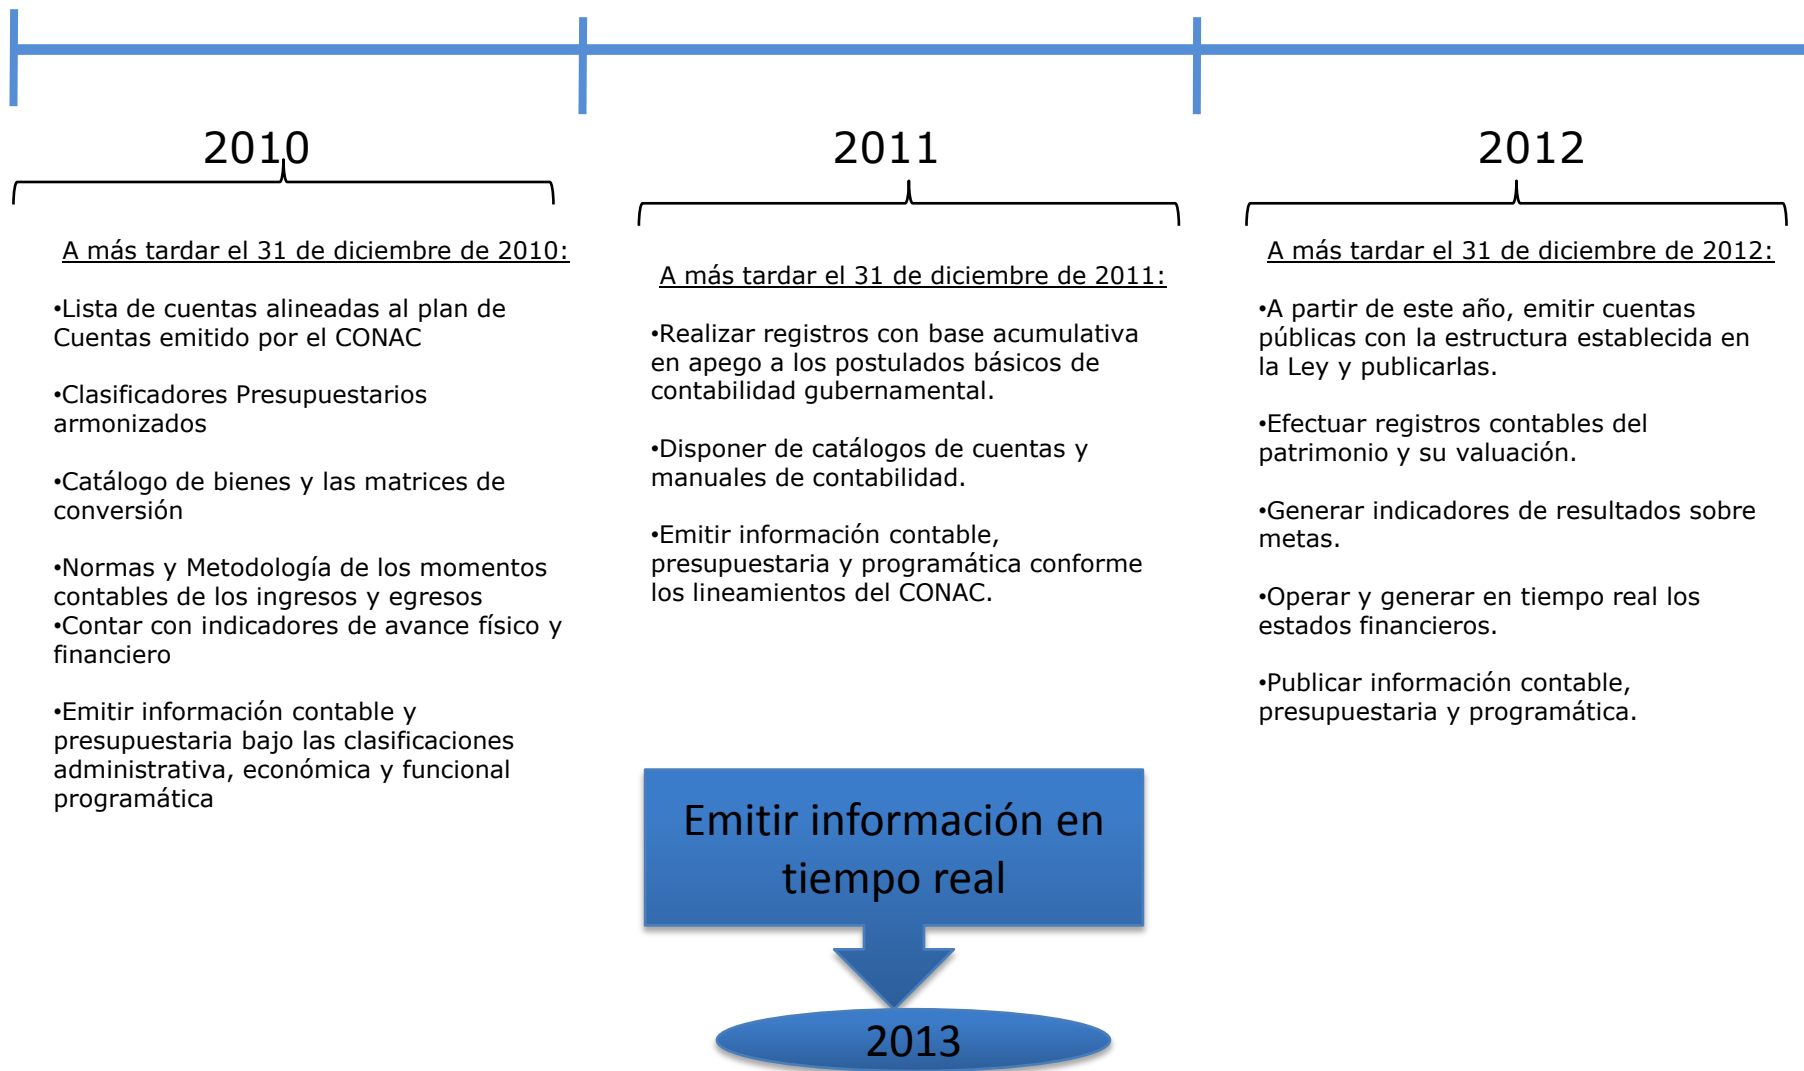 2010
A más tardar el 31 de diciembre de 2010:
•Lista de cuentas alineadas al plan de
Cuentas emitido por el CONAC
•Clasificadores Presupuestarios
armonizados
•Catálogo de bienes y las matrices de
conversión
•Normas y Metodología de los momentos
contables de los ingresos y egresos
•Contar con indicadores de avance físico y
financiero
•Emitir información contable y
presupuestaria bajo las clasificaciones
administrativa, económica y funcional
programática
2011
A más tardar el 31 de diciembre de 2011:
•Realizar registros con base acumulativa
en apego a los postulados básicos de
contabilidad gubernamental.
•Disponer de catálogos de cuentas y
manuales de contabilidad.
•Emitir información contable,
presupuestaria y programática conforme
los lineamientos del CONAC.
2012
A más tardar el 31 de diciembre de 2012:
•A partir de este año, emitir cuentas
públicas con la estructura establecida en
la Ley y publicarlas.
•Efectuar registros contables del
patrimonio y su valuación.
•Generar indicadores de resultados sobre
metas.
•Operar y generar en tiempo real los
estados financieros.
•Publicar información contable,
presupuestaria y programática.
Emitir información en
tiempo real
2013